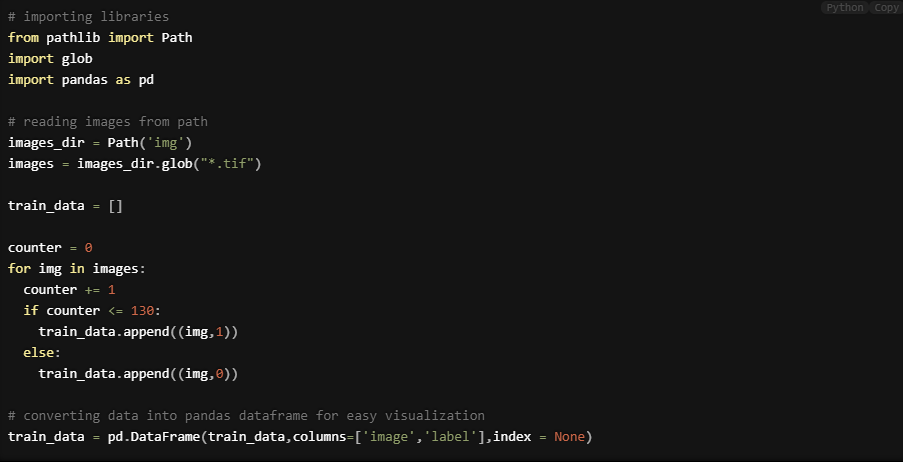 Python Copy
# importing libraries
from pathlib import Path
import glob
import pandas as pd
# reading images from path
images_dir = Path('img')
images = images_dir.glob("*.tif")
train_data = []
counter = 0
for img in images:
  counter += 1
  if counter <= 130:
    train_data.append((img,1))
  else:
    train_data.append((img,0))
# converting data into pandas dataframe for easy visualization
train_data = pd.DataFrame(train_data,columns=['image','label'],index = None)